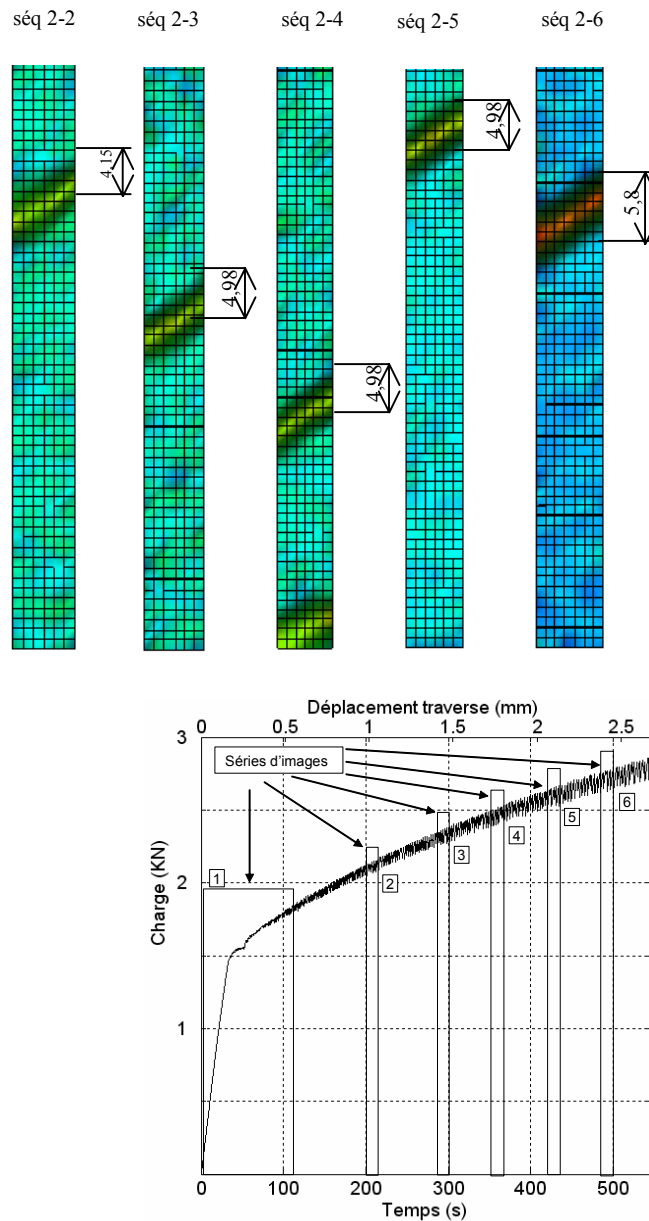 séq 2-2 séq 2-3 séq 2-4 séq 2-5 séq 2-6
4,15
4,98
4,98
4,98
5,8
Déplacement traverse (mm)
0 0.5 1 1.5 2 2.5
3
Séries d'images
6
5
4
3
2
1
2
Charge (KN)
1
0 100 200 300 400 500
Temps (s)